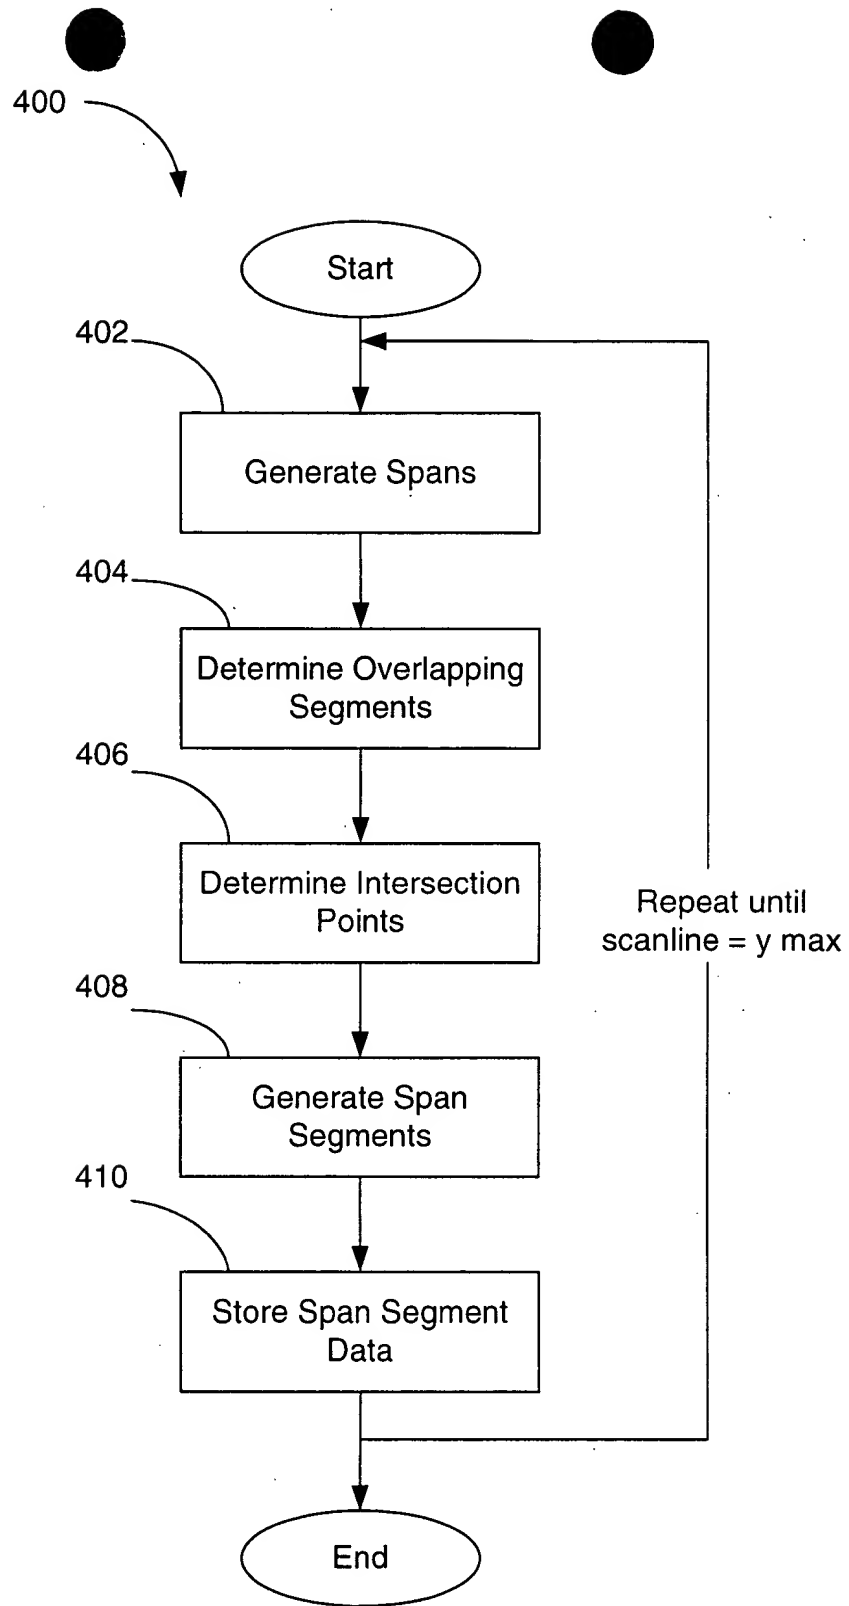 400
Start
402
Generate Spans
404
Determine Overlapping
Segments
406
Determine Intersection
Points
Repeat until
scanline = y max
408
Generate Span
Segments
410
Store Span Segment
Data
End